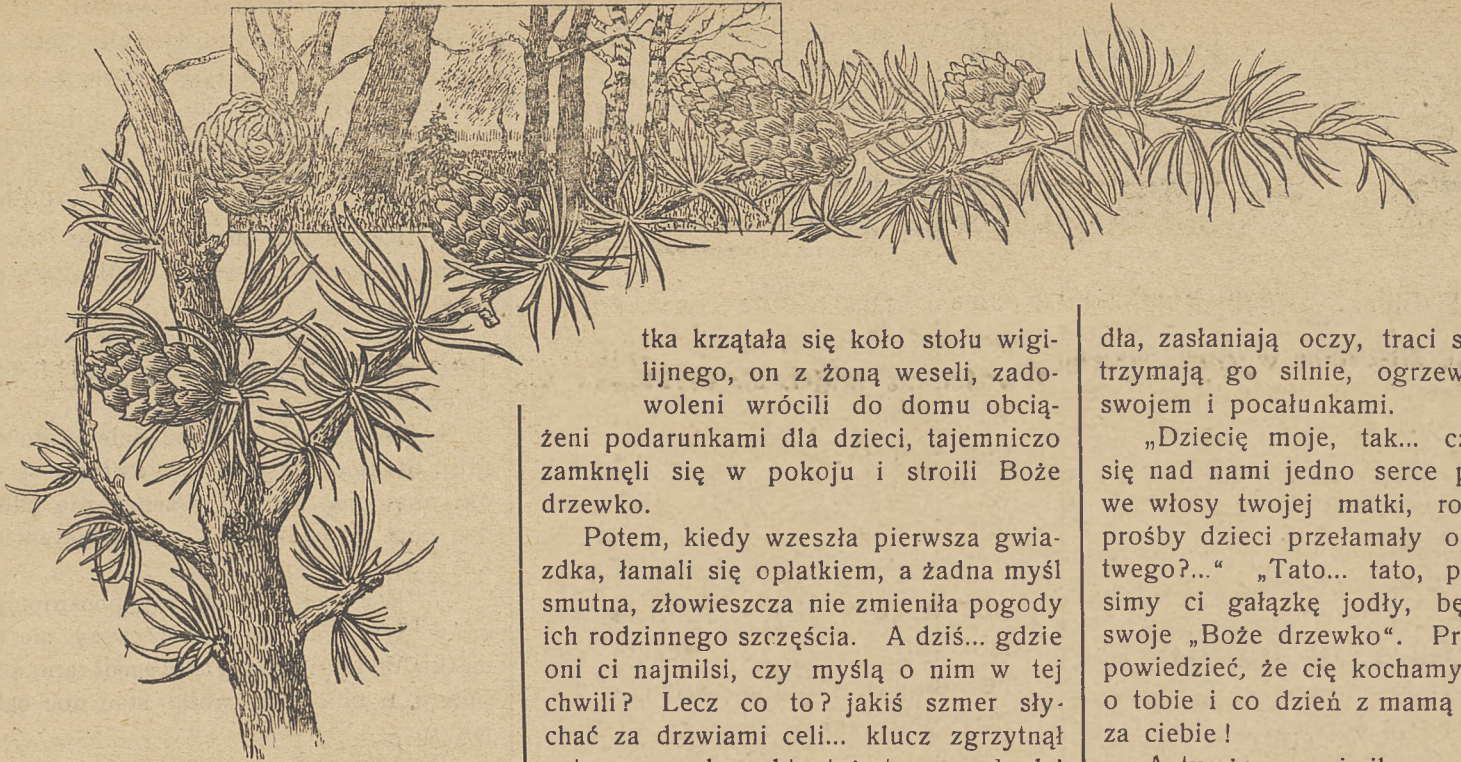 tka krzątała się koło stołu wigi-
lijnego, on z żoną weseli, zado-
woleni wrócili do domu obcią-
żeni podarunkami dla dzieci, tajemniczo
zamknęli się w pokoju i stroili Boże
drzewko.
Potem, kiedy wzeszła pierwsza gwia-
zdka, łamali się opłatkiem, a żadna myśl
smutna, złowieszcza nie zmieniła pogody
ich rodzinnego szczęścia. A dziś... gdzie
oni ci najmilsi, czy myślą o nim w tej
chwili? Lecz co to? jakiś szmer sły-
chać za drzwiami celi... klucz zgrzytnął
dła, zasłaniają oczy, traci
trzymają go silnie,
swojem i pocałunkami.
„Dziecię moje, tak...
się nad nami jedno serce
we włosy twojej matki,
prośby dzieci przełamały
twego?...“ „Tato... tato,
simy ci gałązkę jodły,
swoje „Boże drzewko“.
powiedzieć, że cię kochamy
o tobie i co dzień z mamą
za ciebie!